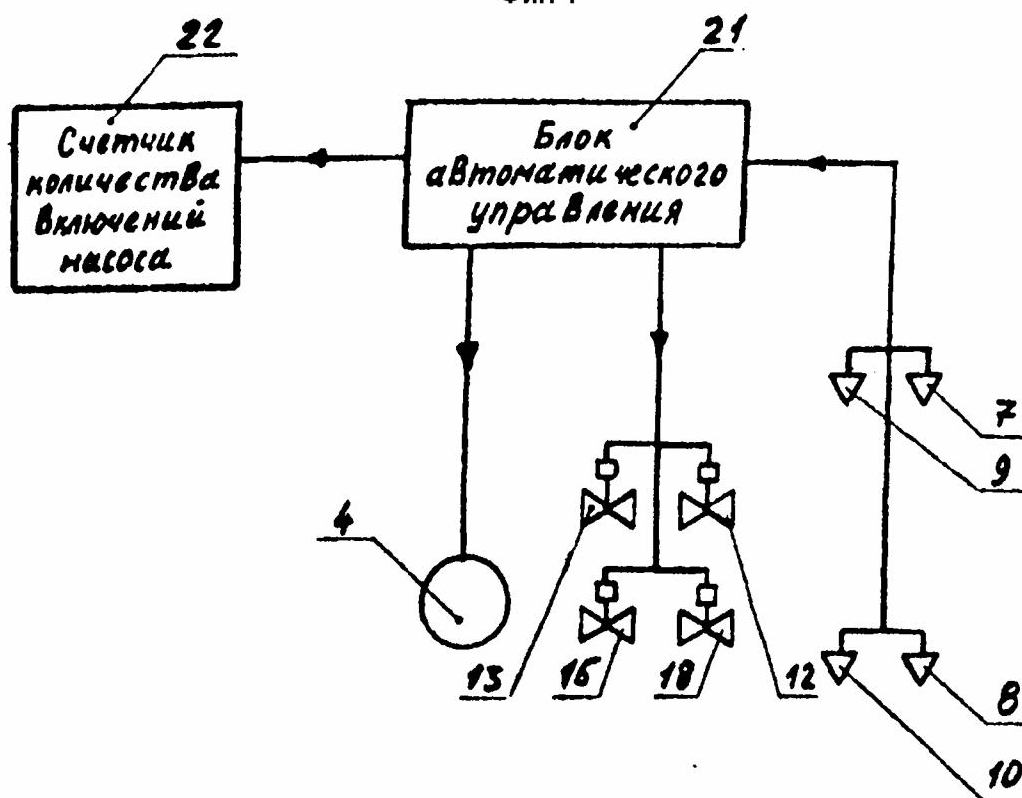 22
21
Счетчик
количества
включений
насоса
Блок
автоматического
управления
7
9
4
13
16
18
12
8
10